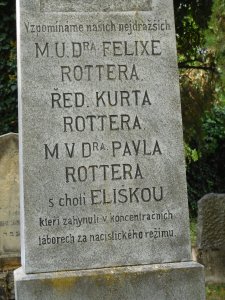 Vzpomínáme našich nejdražších
M.U.DRA. FELIXE
ROTTERA,
ŘED. KURTA
ROTTERA,
M.V.DRA. PAVLA
ROTTERA
s chotí ELIŠKOU
kteří zahynuli v koncentračních
táborech za nacistického režimu.